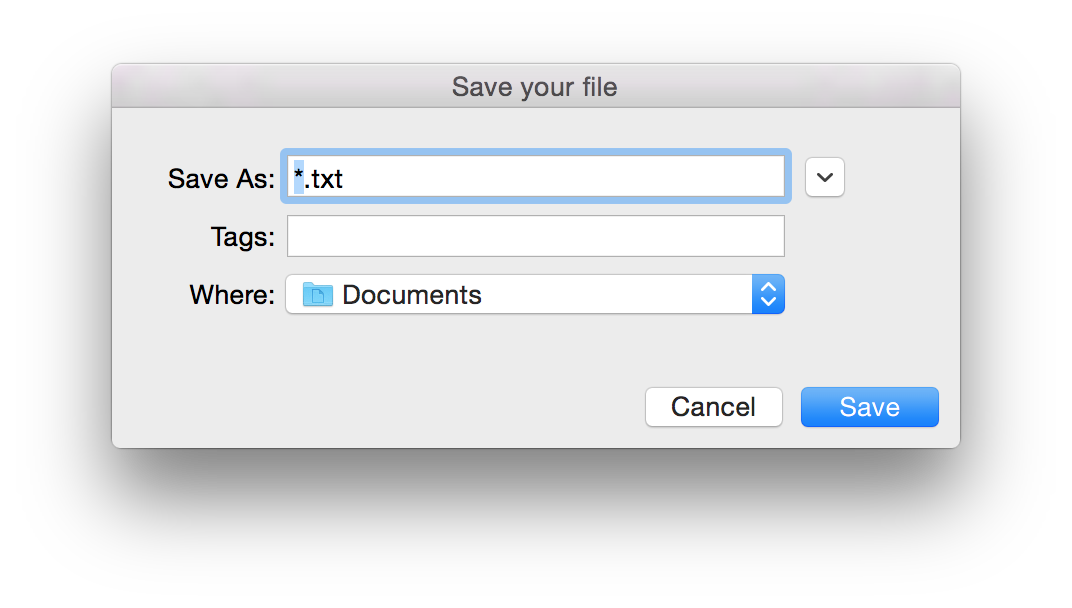 Save your file
Save As: *.txt
Tags:
Where: Documents
Cancel Save